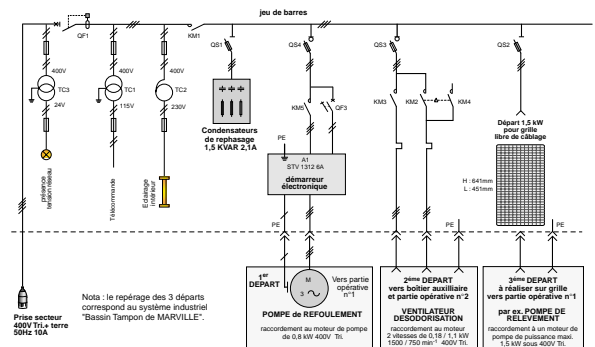 jeu de barres
QF1
KM1
QS1
QS4
QS3
QS2
400V
400V
400V
TC3
TC1
TC2
24V
115V
230V
KM5
QF3
KM3
KM2
KM4
Condensateurs
de rephasage
1,5 KVAR 2,1A
Départ 1,5 kW
pour grille
libre de câblage
PE
A1
STV 1312 6A
démarreur
électronique
H : 641mm
L : 451mm
présence
tension réseau
Télécommande
Eclairage
intérieur
PE
PE
PE
Prise secteur
400V Tri.+ terre
50Hz 10A
Nota : le repérage des 3 départs
correspond au système industriel
"Bassin Tampon de MARVILLE".
1er
DEPART
M
3
Vers partie
opérative
n°1
POMPE de REFOULEMENT
raccordement au moteur de pompe
de 0,8 kW 400V Tri.
2ème DEPART
vers boîtier auxilliaire
et partie opérative n°2
VENTILATEUR
DESODORISATION
raccordement au moteur
2 vitesses de 0,18 / 1,1 kW
1500 / 750 min-1 400V Tri.
3ème DEPART
à réaliser sur grille
vers partie opérative n°1
par ex. POMPE DE
RELEVEMENT
raccordement à un moteur de
pompe de puissance maxi.
1,5 kW sous 400V Tri.